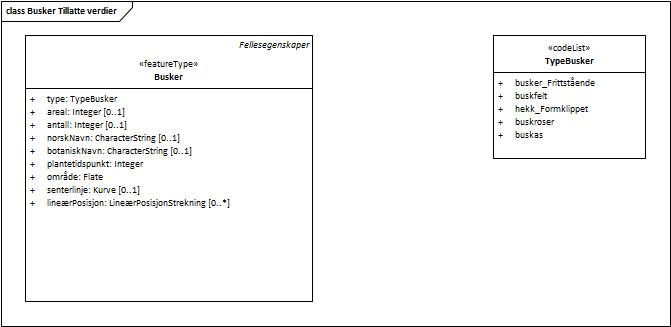 class Busker Tillatte verdier
Fellesegenskaper
«featureType»
Busker
+ type: TypeBusker
+ areal: Integer [0..1]
+ antall: Integer [0..1]
+ norskNavn: CharacterString [0..1]
+ botaniskNavn: CharacterString [0..1]
+ plantetidspunkt: Integer
+ område: Flate
+ senterlinje: Kurve [0..1]
+ lineærPosisjon: LineærPosisjonStrekning [0..*]
«codeList»
TypeBusker
+ busker_Frittstående
+ buskfelt
+ hekk_Formklippet
+ buskroser
+ buskas